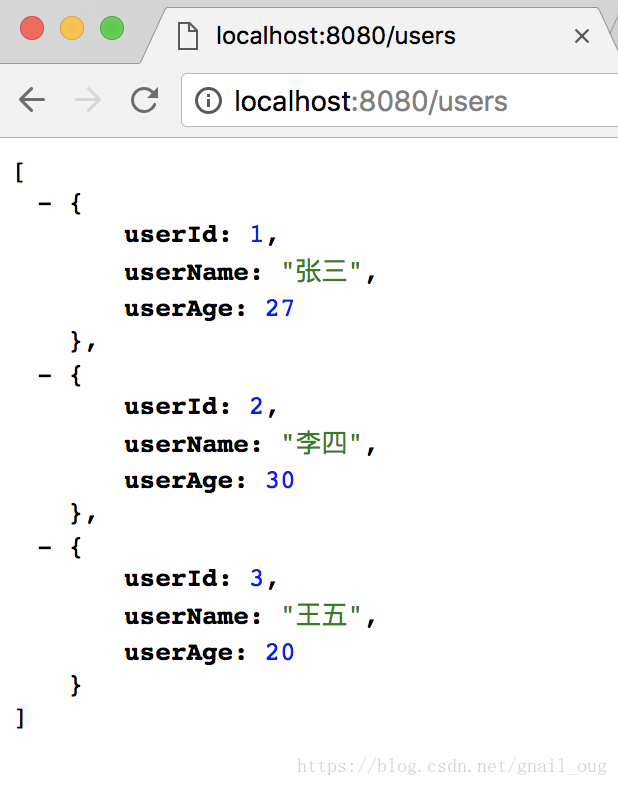 localhost:8080/users
localhost:8080/users
[
- {
userId: 1,
userName: "张三",
userAge: 27
},
- {
userId: 2,
userName: "李四",
userAge: 30
},
- {
userId: 3,
userName: "王五",
userAge: 20
}
]
https://blog.csdn.net/gnail_oug